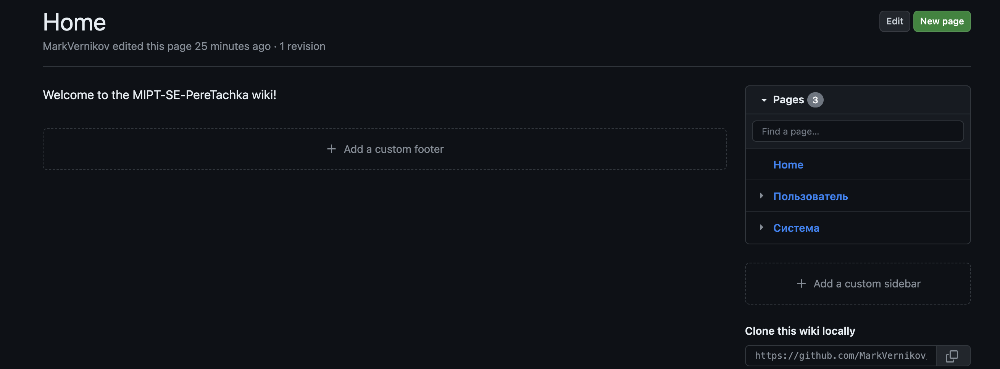 Home
Edit
New page
MarkVernikov edited this page 25 minutes ago · 1 revision
Welcome to the MIPT-SE-PereTachka wiki!
Pages 3
Find a page...
Add a custom footer
Home
Пользователь
Система
Add a custom sidebar
Clone this wiki locally
https://github.com/MarkVernikov